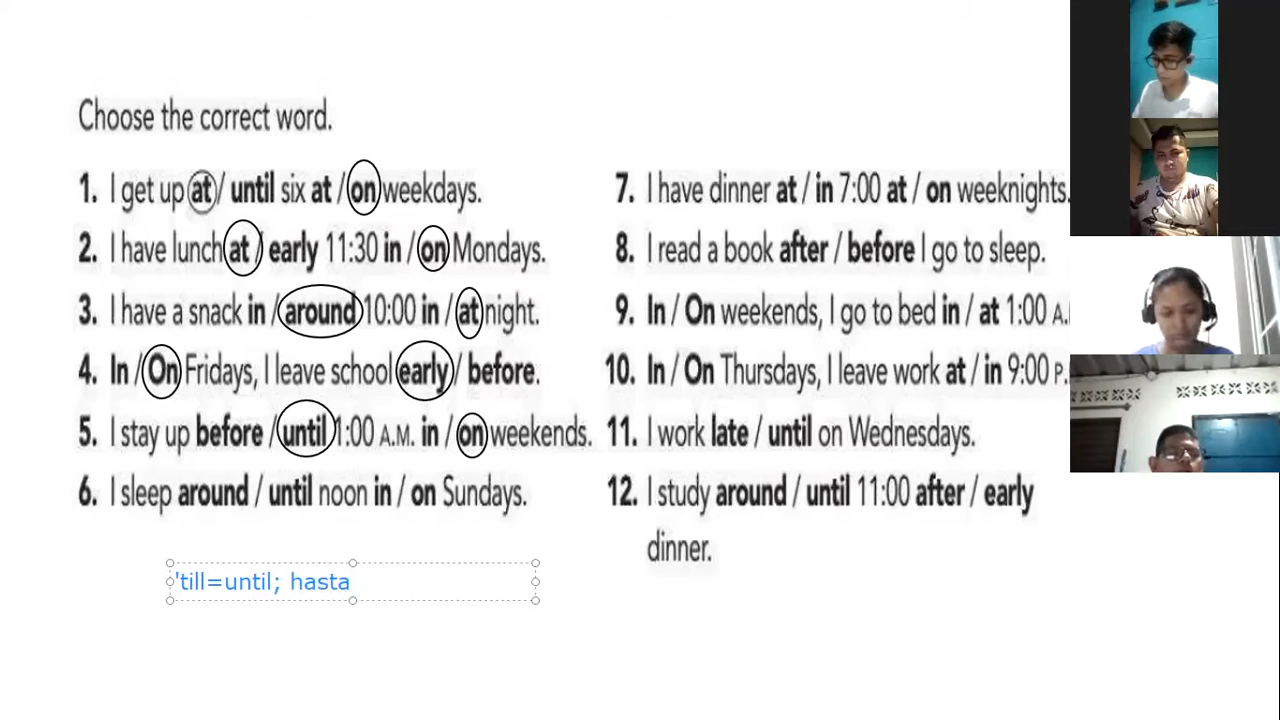 Choose the correct word.
1. I get up at / until six at / on weekdays.
2. I have lunch at / early 11:30 in / on Mondays.
3. I have a snack in / around 10:00 in / at night.
4. In / On Fridays, I leave school early / before.
5. I stay up before / until 1:00 A.M. in / on weekends.
6. I sleep around / until noon in / on Sundays.
'till=until; hasta
7. I have dinner at / in 7:00 at / on weeknights.
8. I read a book after / before I go to sleep.
9. In / On weekends, I go to bed in / at 1:00 A.
10. In / On Thursdays, I leave work at / in 9:00 P.
11. I work late / until on Wednesdays.
12. I study around / until 11:00 after / early
dinner.